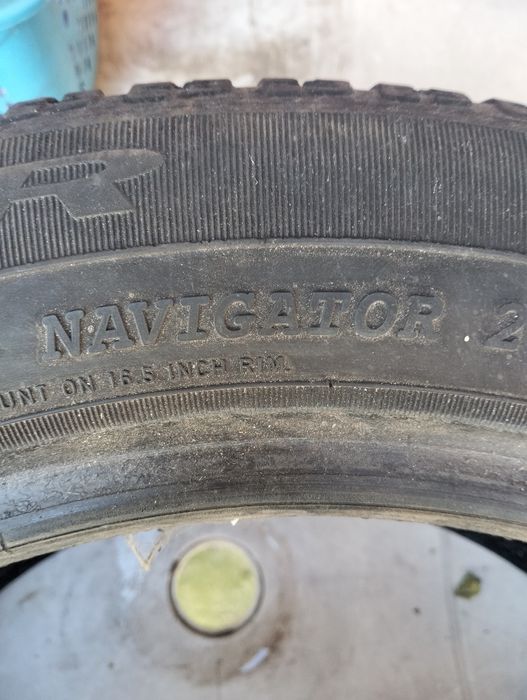 R
NAVIGATOR 2
UNT ON 16.5 INCH RIM.